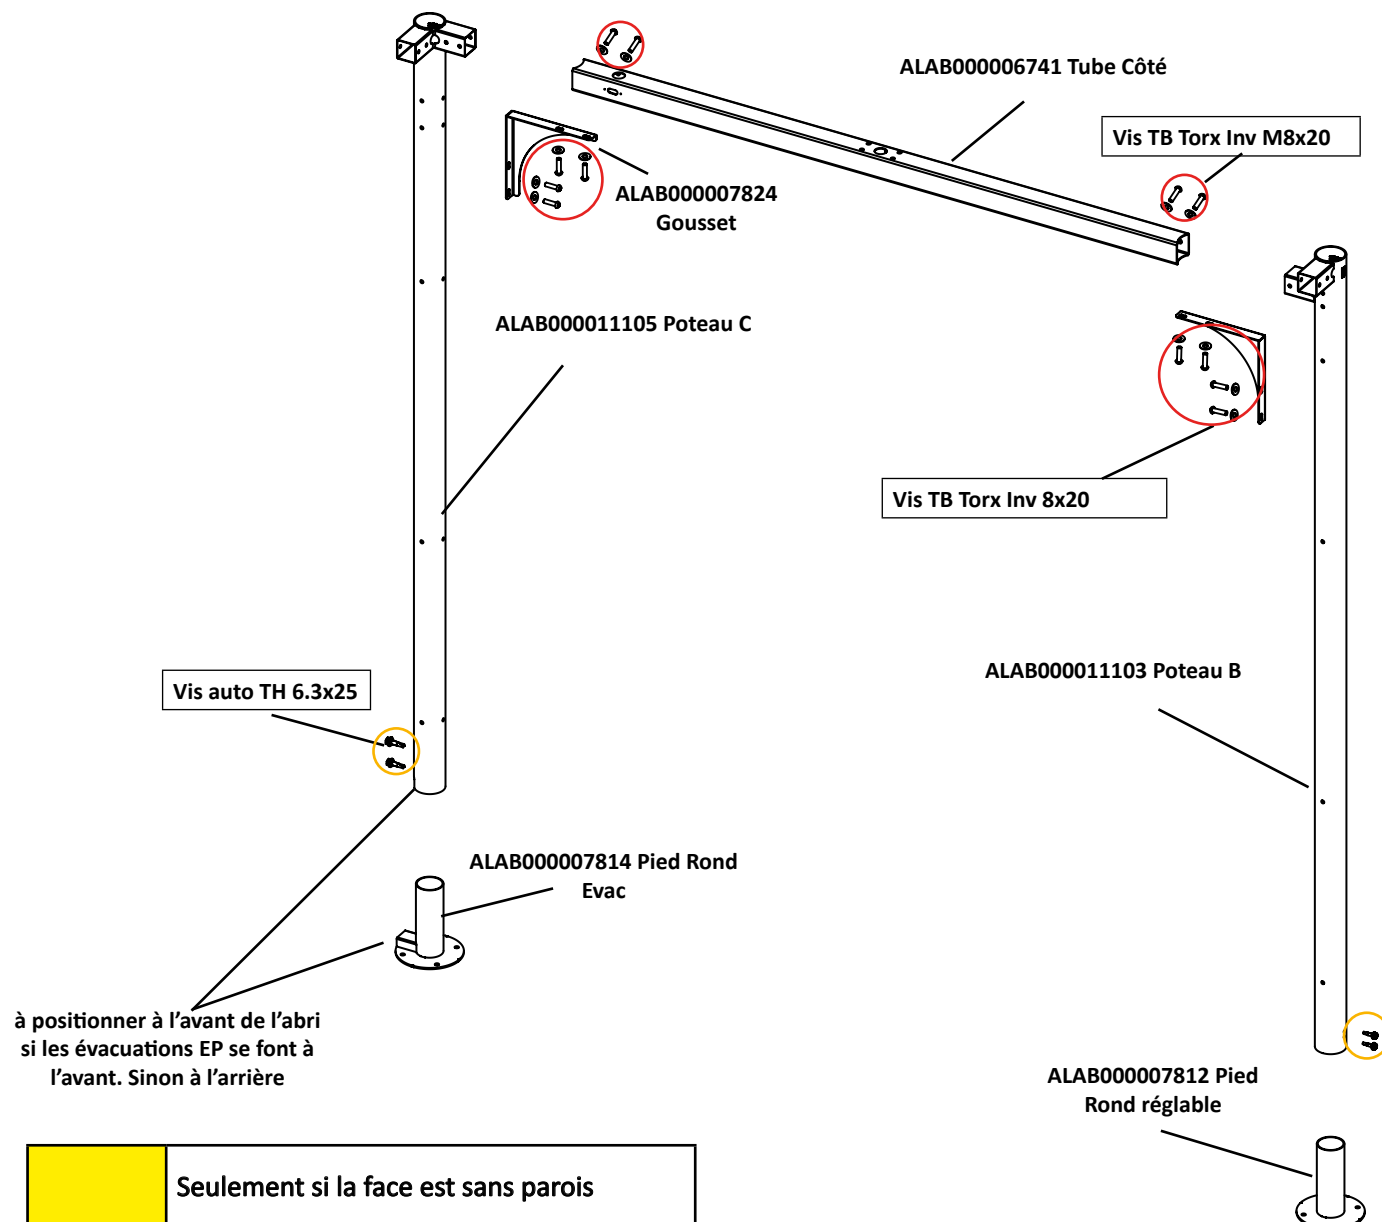 ALAB000006741 Tube Côté
Vis TB Torx Inv M8x20
ALAB000007824
Gousset
ALAB000011105 Poteau C
Vis TB Torx Inv 8x20
Vis auto TH 6.3x25
ALAB000011103 Poteau B
ALAB000007814 Pied Rond
Evac
à positionner à l’avant de l’abri
si les évacuations EP se font à
l’avant. Sinon à l’arrière
ALAB000007812 Pied
Rond réglable
Seulement si la face est sans parois